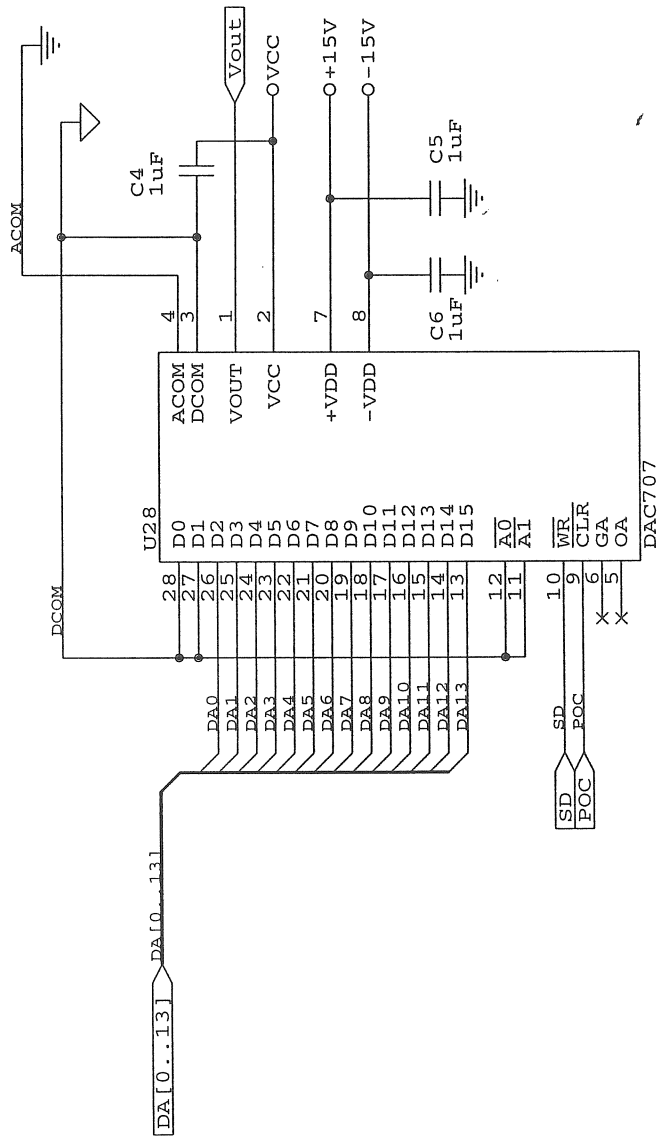 DA[0..13]
DA[0..13]
DCOM
DA0
DA1
DA2
DA3
DA4
DA5
DA6
DA7
DA8
DA9
DA10
DA11
DA12
DA13
SD
POC
SD
POC
28
27
26
25
24
23
22
21
20
19
18
17
16
15
14
13
12
11
10
9
6
5
U28
D0
D1
D2
D3
D4
D5
D6
D7
D8
D9
D10
D11
D12
D13
D14
D15
A0
A1
WR
CLR
GA
OA
DAC707
ACOM
DCOM
VOUT
VCC
+VDD
-VDD
4
3
1
2
7
8
ACOM
C4
1uF
C6
1uF
C5
1uF
Vout
VCC
+15V
-15V